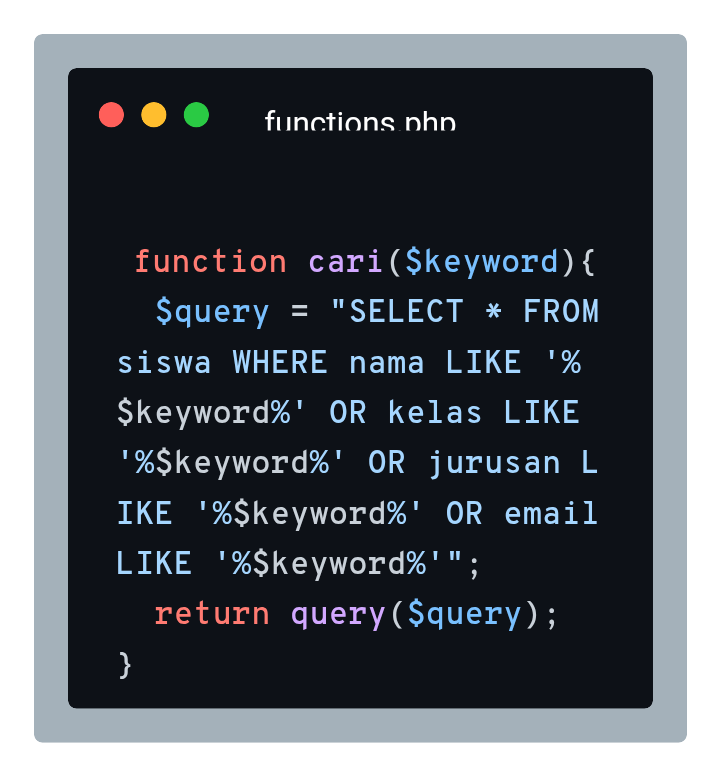 functions.php
function cari($keyword){
$query = "SELECT * FROM
siswa WHERE nama LIKE '%
$keyword%' OR kelas LIKE
'%$keyword%' OR jurusan L
IKE '%$keyword%' OR email
LIKE '%$keyword%'";
return query($query);
}